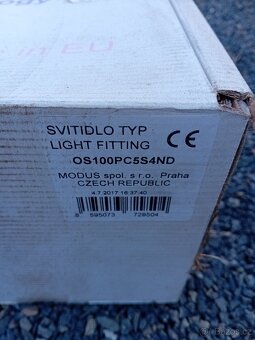 SVITIDLO TYP
LIGHT FITTING
CE
OS100PC5S4ND
MODUS spol. s r.o. Praha
CZECH REPUBLIC
4.7.2017 16:37:40
8 595073 729504